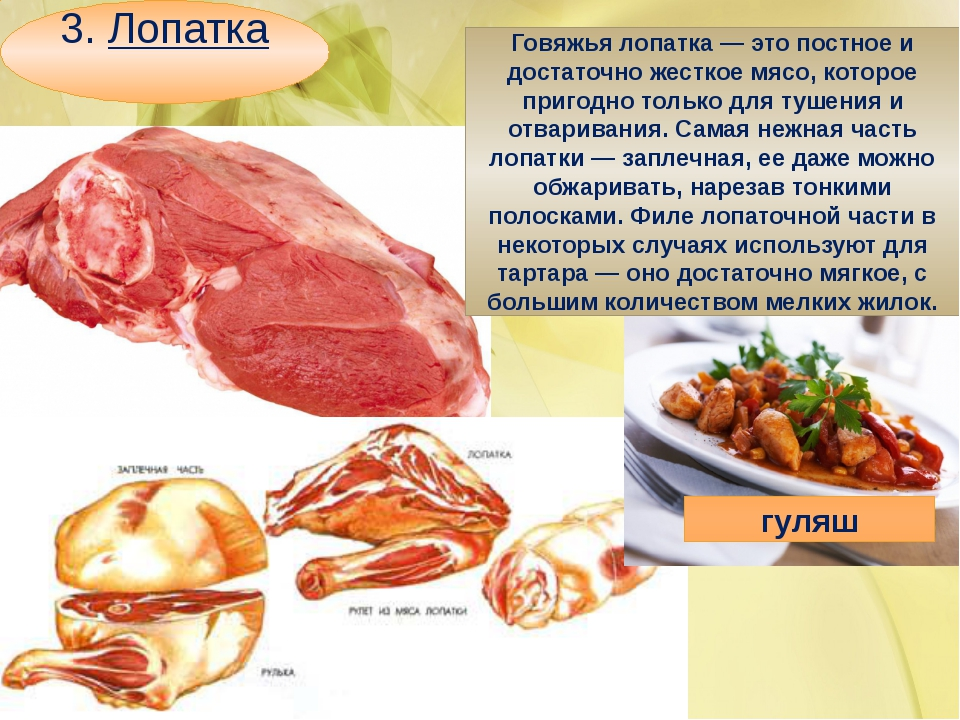 3. Лопатка
Говяжья лопатка — это постное и
достаточно жесткое мясо, которое
пригодно только для тушения и
отваривания. Самая нежная часть
лопатки — заплечная, ее даже можно
обжаривать, нарезав тонкими
полосками. Филе лопаточной части в
некоторых случаях используют для
тартара — оно достаточно мягкое, с
большим количеством мелких жилок.
ЗАПЛЕЧНАЯ ЧАСТЬ
ЛОПАТКА
гуляш
РУЛЕТ ИЗ МЯСА ЛОПАТКИ
РУЛЬКА